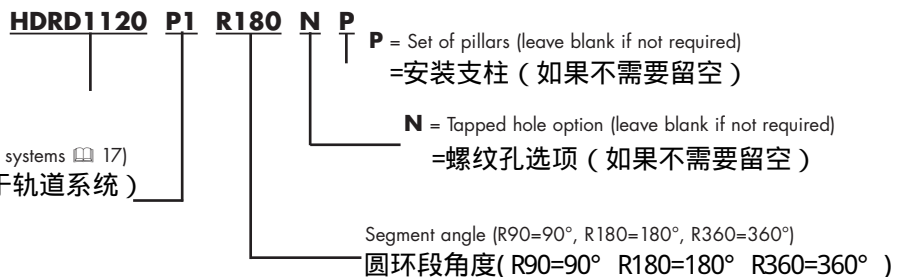 HDRD1120 P1 R180 N P
P = Set of pillars (leave blank if not required)
=安装支柱（如果不需要留空）
N = Tapped hole option (leave blank if not required)
=螺纹孔选项（如果不需要留空）
systems 📖 17)
于轨道系统）
Segment angle (R90=90°, R180=180°, R360=360°)
圆环段角度( R90=90° R180=180° R360=360° )